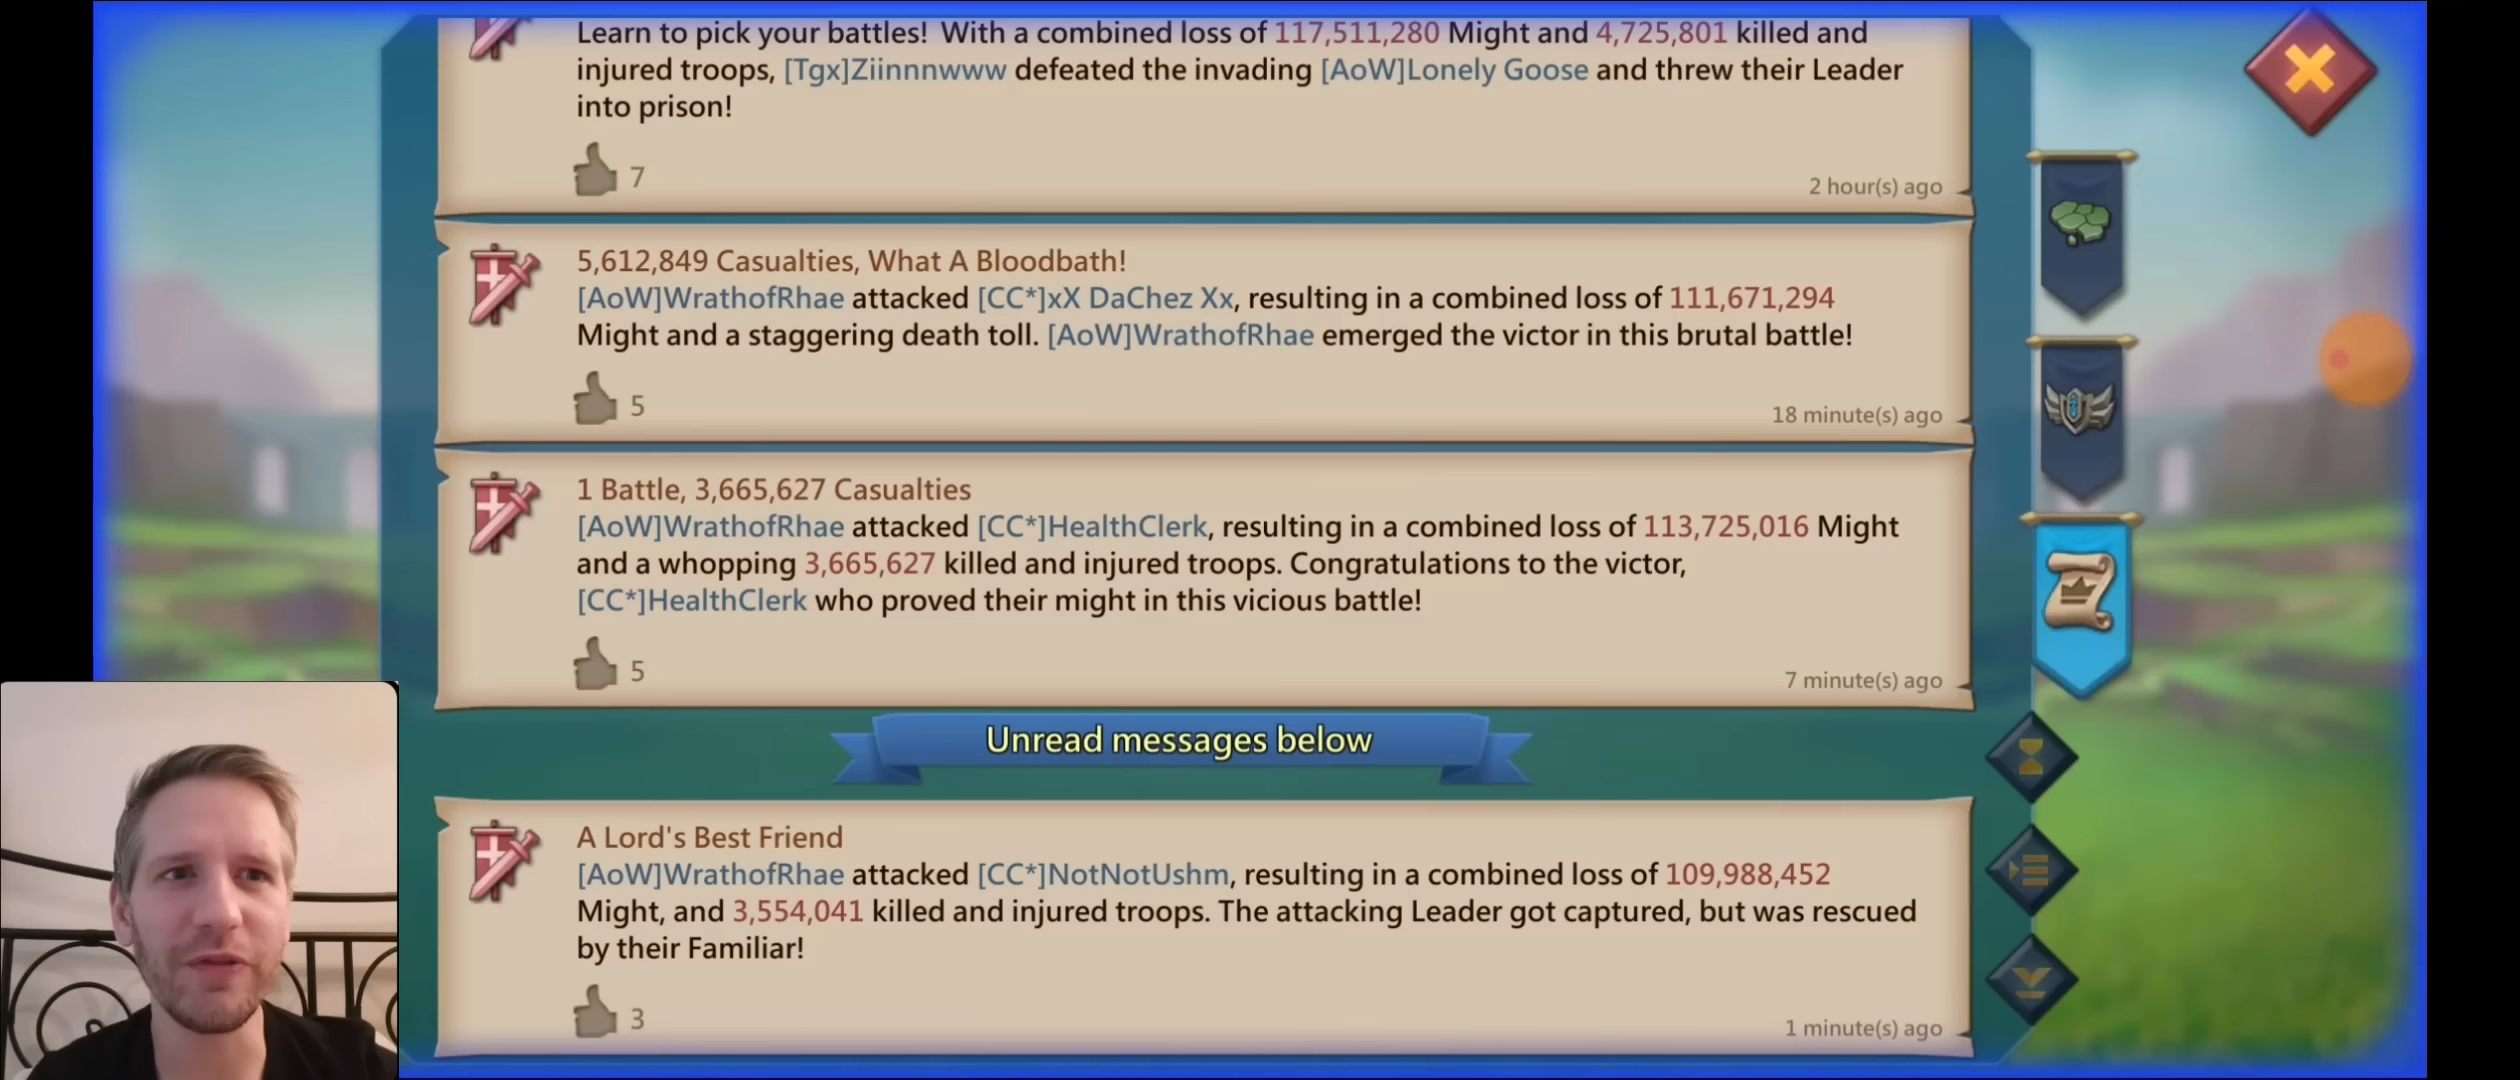 Learn to pick your battles! With a combined loss of 117,511,280 Might and 4,725,801 killed and
injured troops, [Tgx]Ziinnnwww defeated the invading [AoW]Lonely Goose and threw their Leader
into prison!
7
2 hour(s) ago
5,612,849 Casualties, What A Bloodbath!
[AoW]WrathofRhae attacked [CC*]xX DaChez Xx, resulting in a combined loss of 111,671,294
Might and a staggering death toll. [AoW]WrathofRhae emerged the victor in this brutal battle!
5
18 minute(s) ago
1 Battle, 3,665,627 Casualties
[AoW]WrathofRhae attacked [CC*]HealthClerk, resulting in a combined loss of 113,725,016 Might
and a whopping 3,665,627 killed and injured troops. Congratulations to the victor,
[CC*]HealthClerk who proved their might in this vicious battle!
5
7 minute(s) ago
Unread messages below
A Lord's Best Friend
[AoW]WrathofRhae attacked [CC*]NotNotUshm, resulting in a combined loss of 109,988,452
Might, and 3,554,041 killed and injured troops. The attacking Leader got captured, but was rescued
by their Familiar!
3
1 minute(s) ago